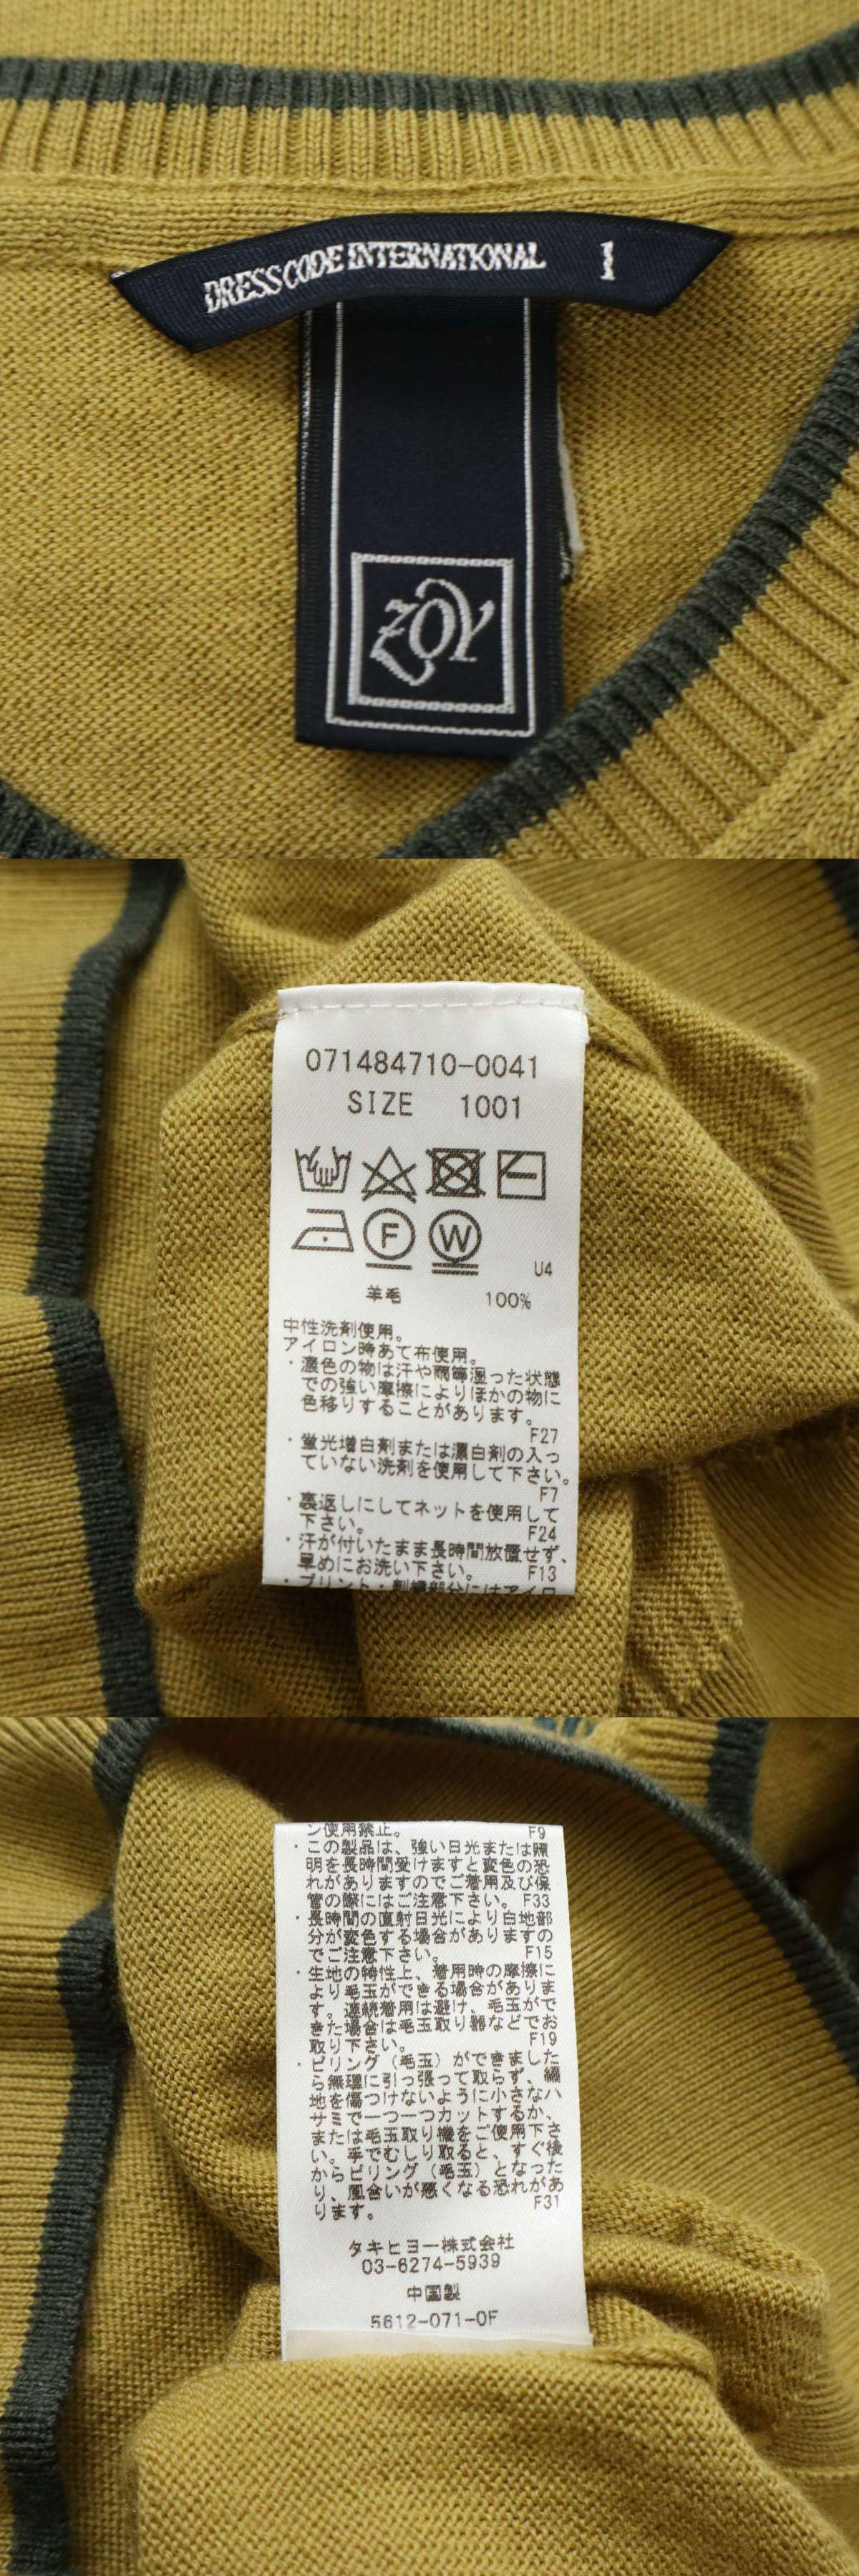 DRESS CODE INTERNATIONAL 1
ZOY
071484710-0041
SIZE 1001
F W
U4
羊毛 100%
中性洗剤使用。
アイロン時あて布使用。
・濃色の物は汗や雨等湿った状態
での強い摩擦によりほかの物に
色移りすることがあります。
F27
・蛍光増白剤または漂白剤の入っ
ていない洗剤を使用して下さい。
F7
・裏返しにしてネットを使用して
下さい。 F24
・汗が付いたまま長時間放置せず、
早めにお洗い下さい。 F13
・プリント・刺繍部分にはアイロ
ン使用禁止。 F9
・この製品は、強い日光または照
明を長時間受けますと変色の恐
れがありますのでご着用及び保
管の際にはご注意下さい。 F33
・長時間の直射日光により白地部
分が変色する場合がありますの
でご注意下さい。 F15
・生地の特性上、着用時の摩擦に
より毛玉ができる場合がありま
す。連続着用は避け、毛玉がで
きた場合は毛玉取り器などでお
取り下さい。 F19
・ピリング（毛玉）ができました
ら無理に引っ張って取らず、編
地を傷つけないように小さなハ
サミで一つ一つカットするか、
または毛玉取り機をご使用下さ
い。手でむしり取ると、すぐ後
からピリング（毛玉）となった
り、風合いが悪くなる恐れがあ
ります。 F31
タキヒヨー株式会社
03-6274-5939
中国製
5612-071-0F